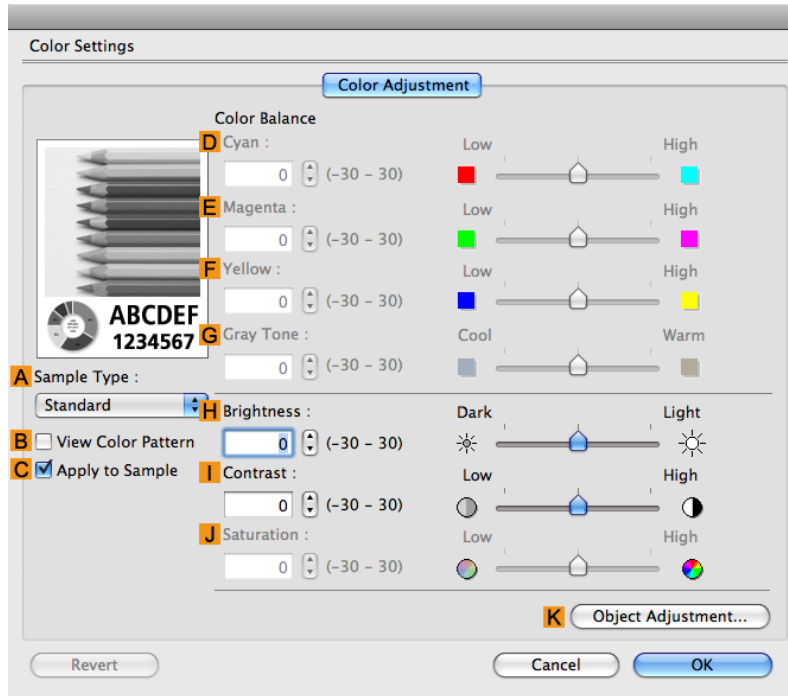 Color Settings
Color Adjustment
Color Balance
D Cyan :
0 (-30 – 30)
Low High
E Magenta :
0 (-30 – 30)
Low High
F Yellow :
0 (-30 – 30)
Low High
G Gray Tone :
0 (-30 – 30)
Cool Warm
ABCDEF
1234567
A Sample Type :
Standard
B View Color Pattern
C Apply to Sample
H Brightness :
0 (-30 – 30)
Dark Light
I Contrast :
0 (-30 – 30)
Low High
J Saturation :
0 (-30 – 30)
Low High
K Object Adjustment...
Revert
Cancel
OK